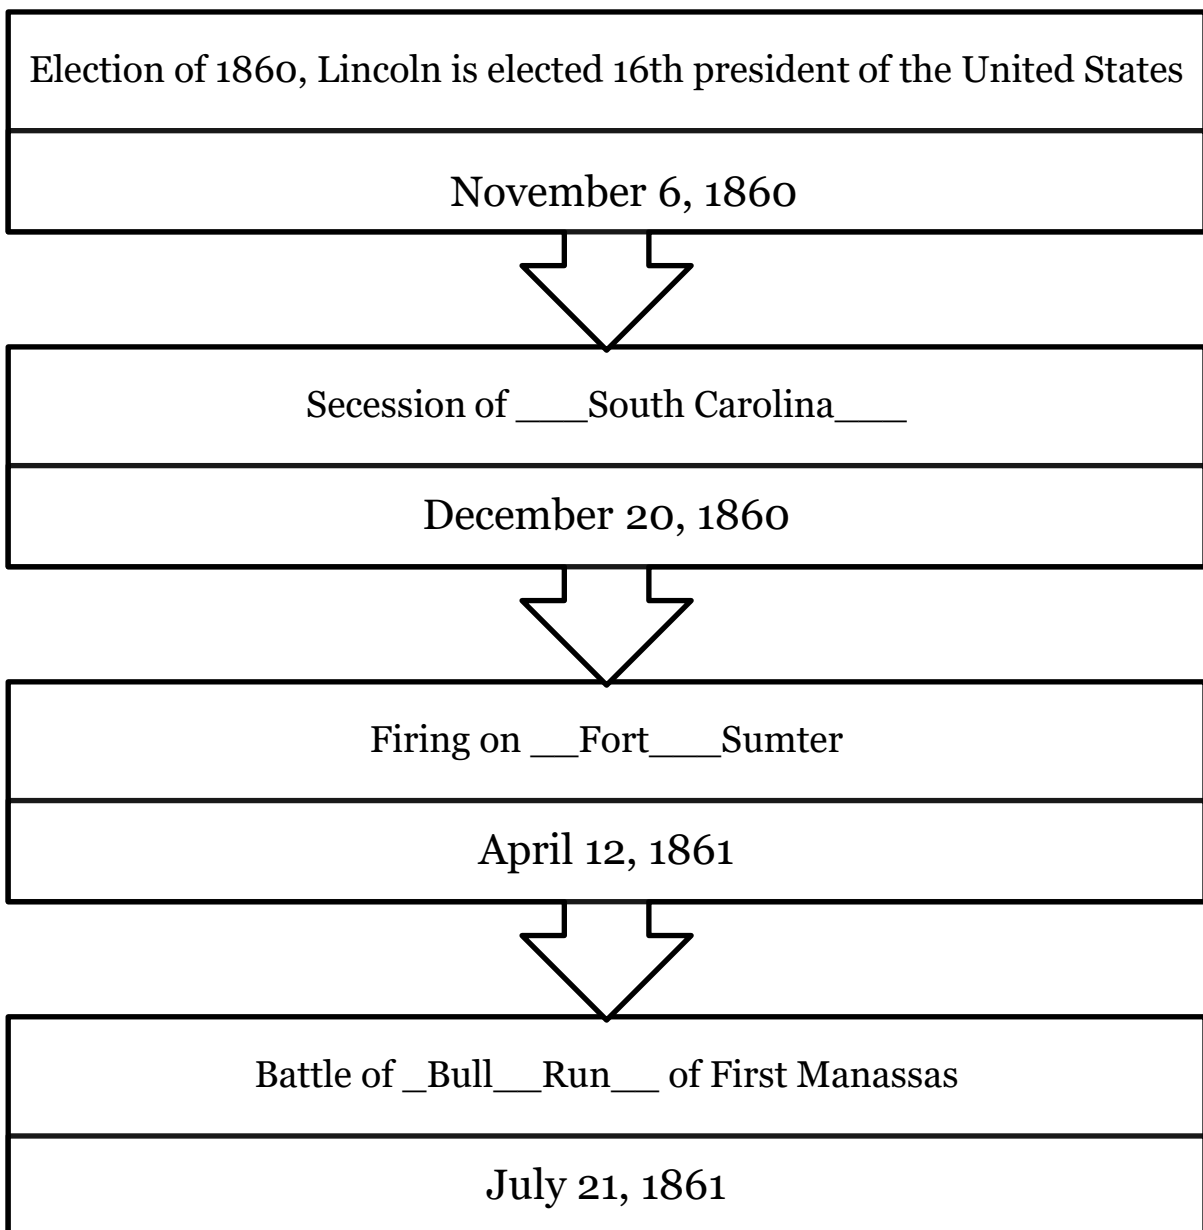 Election of 1860, Lincoln is elected 16th president of the United States
November 6, 1860
Secession of ___South Carolina___
December 20, 1860
Firing on __Fort___Sumter
April 12, 1861
Battle of _Bull__Run__ of First Manassas
July 21, 1861